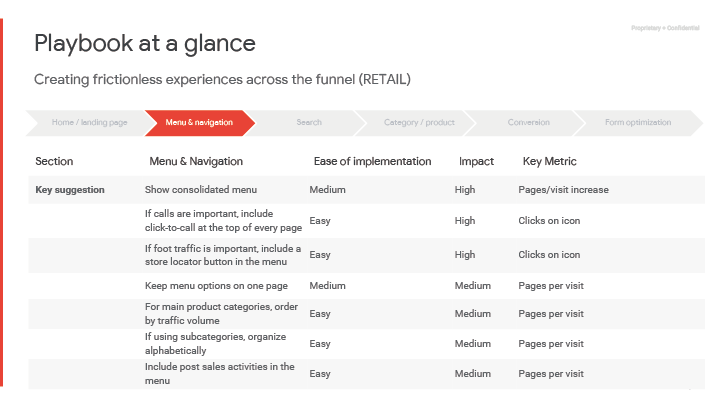 Proprietary + Confidential
Playbook at a glance
Creating frictionless experiences across the funnel (RETAIL)
Home / landing page Menu & navigation Search Category / product Conversion Form optimization
Section Menu & Navigation Ease of implementation Impact Key Metric
Key suggestion Show consolidated menu Medium High Pages/visit increase
If calls are important, include
click-to-call at the top of every page Easy High Clicks on icon
If foot traffic is important, include a
store locator button in the menu Easy High Clicks on icon
Keep menu options on one page Medium Medium Pages per visit
For main product categories, order
by traffic volume Easy Medium Pages per visit
If using subcategories, organize
alphabetically Easy Medium Pages per visit
Include post sales activities in the
menu Easy Medium Pages per visit